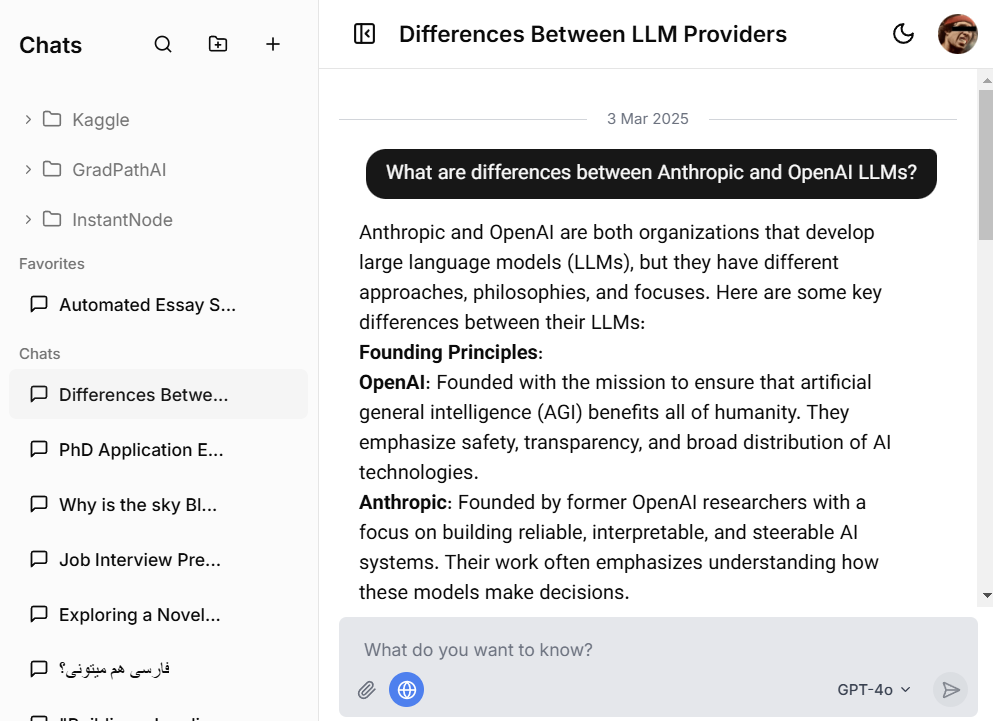 Chats
Kaggle
GradPathAI
InstantNode
Favorites
Automated Essay S...
Chats
Differences Betwe...
PhD Application E...
Why is the sky Bl...
Job Interview Pre...
Exploring a Novel...
فارسی هم میتونی؟
Differences Between LLM Providers
3 Mar 2025
What are differences between Anthropic and OpenAI LLMs?
Anthropic and OpenAI are both organizations that develop
large language models (LLMs), but they have different
approaches, philosophies, and focuses. Here are some key
differences between their LLMs:
Founding Principles:
OpenAI: Founded with the mission to ensure that artificial
general intelligence (AGI) benefits all of humanity. They
emphasize safety, transparency, and broad distribution of AI
technologies.
Anthropic: Founded by former OpenAI researchers with a
focus on building reliable, interpretable, and steerable AI
systems. Their work often emphasizes understanding how
these models make decisions.
What do you want to know?
GPT-4o